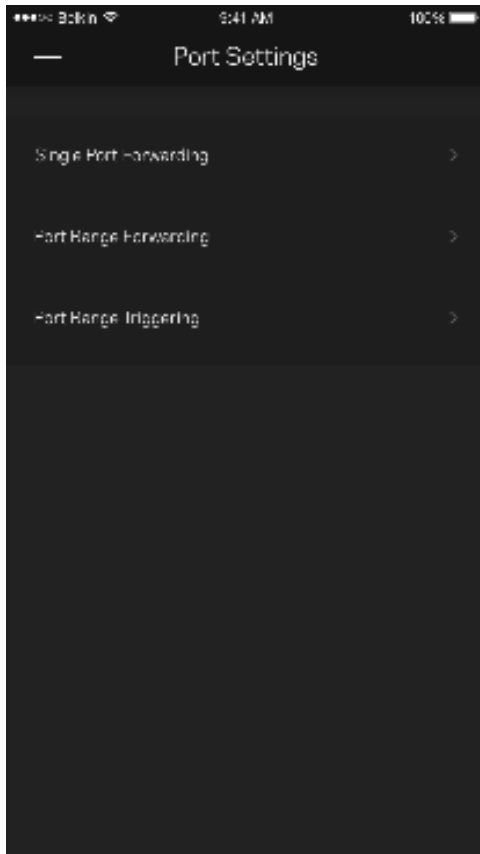 Belkin 9:41 AM 100%
Port Settings
Single Port Forwarding
Port Range Forwarding
Port Range Triggering